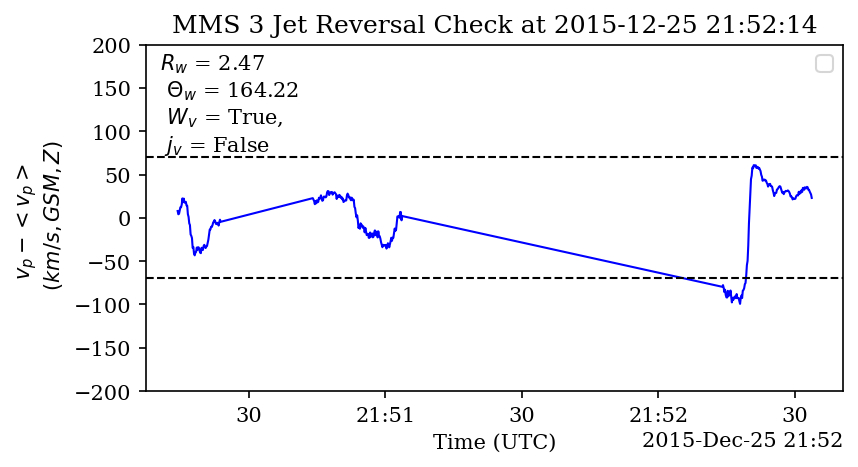 MMS 3 Jet Reversal Check at 2015-12-25 21:52:14
R_w = 2.47
Θ_w = 164.22
W_v = True,
j_v = False
v_p − < v_p >
(km/s, GSM, Z)
200
150
100
50
0
−50
−100
−150
−200
30 21:51 30 21:52 30
Time (UTC)
2015-Dec-25 21:52